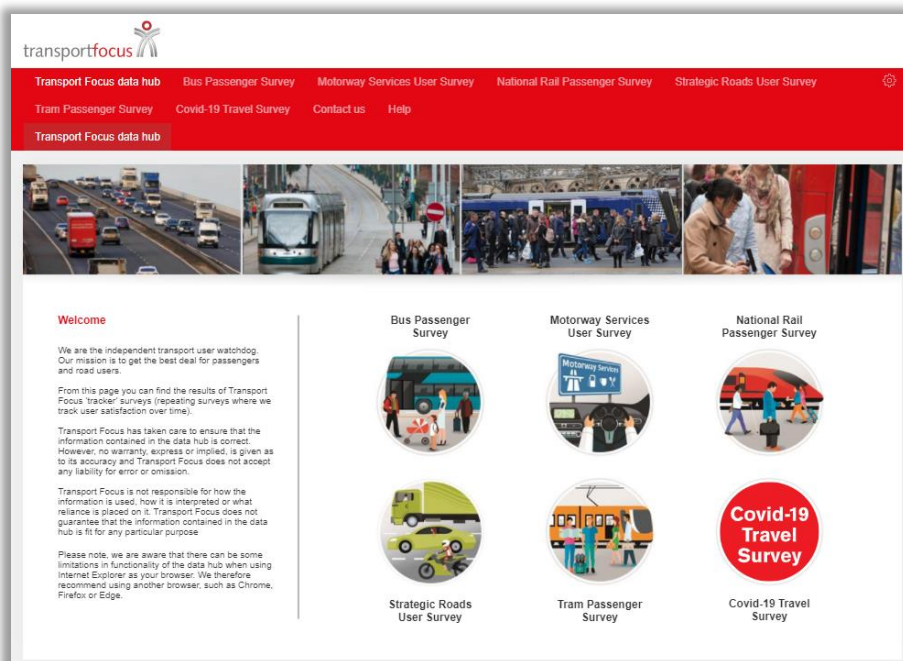 transportfocus
Transport Focus data hub
Bus Passenger Survey
Motorway Services User Survey
National Rail Passenger Survey
Strategic Roads User Survey
Tram Passenger Survey
Covid-19 Travel Survey
Contact us
Help
Transport Focus data hub
Welcome
We are the independent transport user watchdog.
Our mission is to get the best deal for passengers
and road users.
From this page you can find the results of Transport
Focus 'tracker' surveys (repeating surveys where we
track user satisfaction over time).
Transport Focus has taken care to ensure that the
information contained in the data hub is correct.
However, no warranty, express or implied, is given as
to its accuracy and Transport Focus does not accept
any liability for error or omission.
Transport Focus is not responsible for how the
information is used, how it is interpreted or what
reliance is placed on it. Transport Focus does not
guarantee that the information contained in the data
hub is fit for any particular purpose
Please note, we are aware that there can be some
limitations in functionality of the data hub when using
Internet Explorer as your browser. We therefore
recommend using another browser, such as Chrome,
Firefox or Edge.
Bus Passenger
Survey
Motorway Services
User Survey
National Rail
Passenger Survey
Motorway Services
Covid-19
Travel
Survey
Strategic Roads
User Survey
Tram Passenger
Survey
Covid-19 Travel
Survey